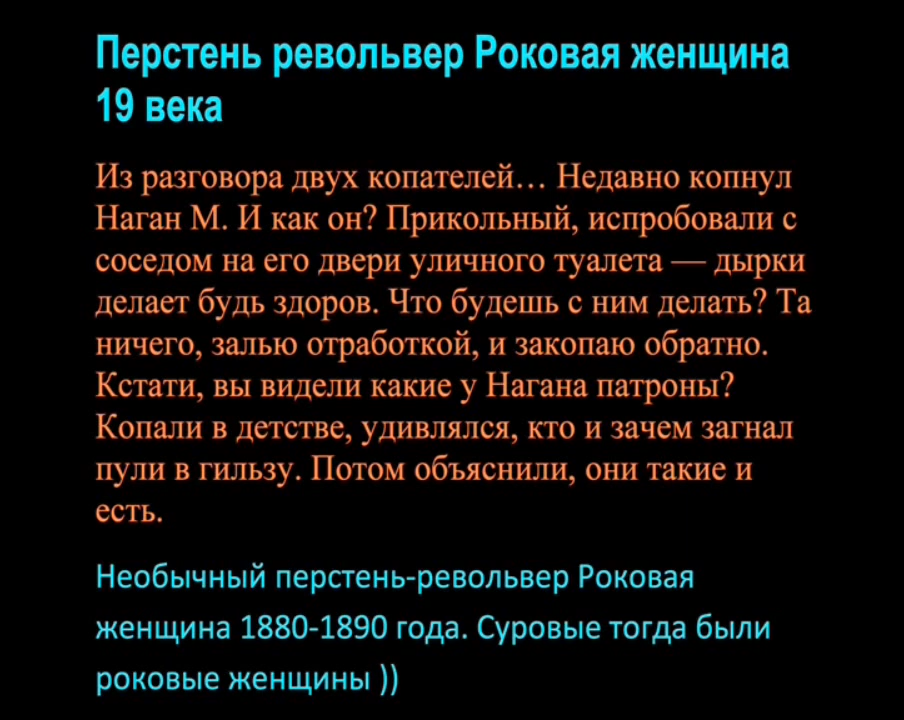 Перстень револьвер Роковая женщина
19 века
Из разговора двух копателей… Недавно копнул
Наган М. И как он? Прикольный, испробовали с
соседом на его двери уличного туалета — дырки
делает будь здоров. Что будешь с ним делать? Та
ничего, залью отработкой, и закопаю обратно.
Кстати, вы видели какие у Нагана патроны?
Копали в детстве, удивлялся, кто и зачем загнал
пули в гильзу. Потом объяснили, они такие и
есть.
Необычный перстень-револьвер Роковая
женщина 1880-1890 года. Суровые тогда были
роковые женщины ))